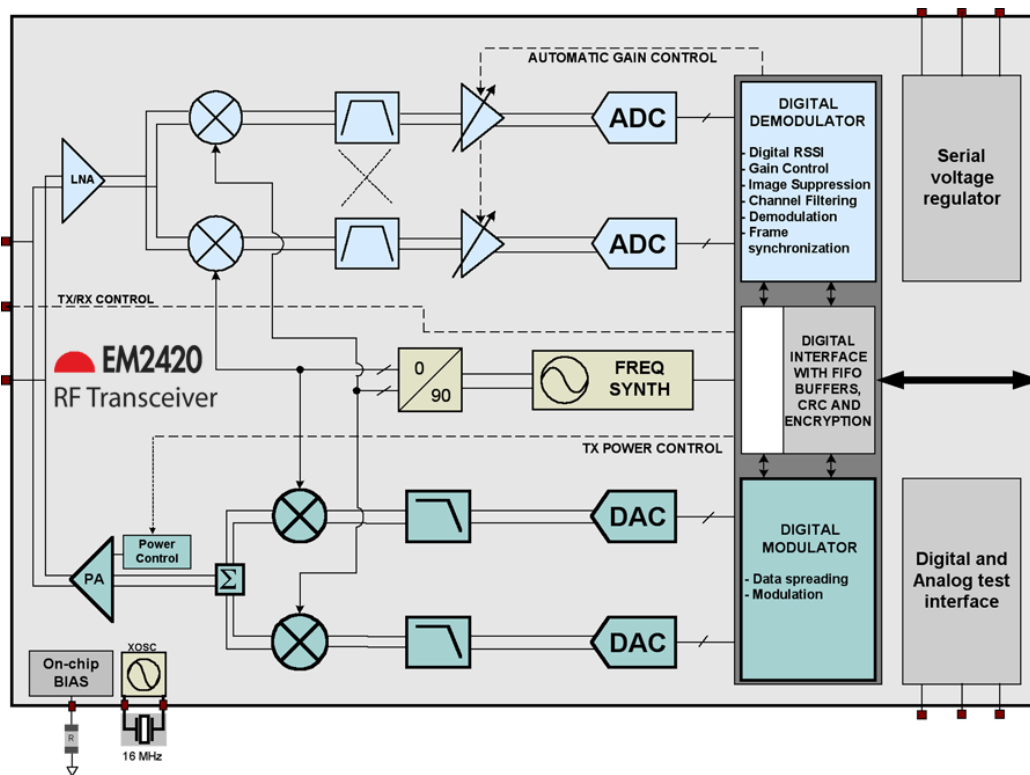 AUTOMATIC GAIN CONTROL
LNA
ADC
ADC
DIGITAL
DEMODULATOR
- Digital RSSI
- Gain Control
- Image Suppression
- Channel Filtering
- Demodulation
- Frame
synchronization
Serial
voltage
regulator
TX/RX CONTROL
EM2420
RF Transceiver
0
90
FREQ
SYNTH
DIGITAL
INTERFACE
WITH FIFO
BUFFERS,
CRC AND
ENCRYPTION
TX POWER CONTROL
Power
Control
PA
Σ
DAC
DAC
DIGITAL
MODULATOR
- Data spreading
- Modulation
Digital and
Analog test
interface
On-chip
BIAS
XOSC
R
16 MHz